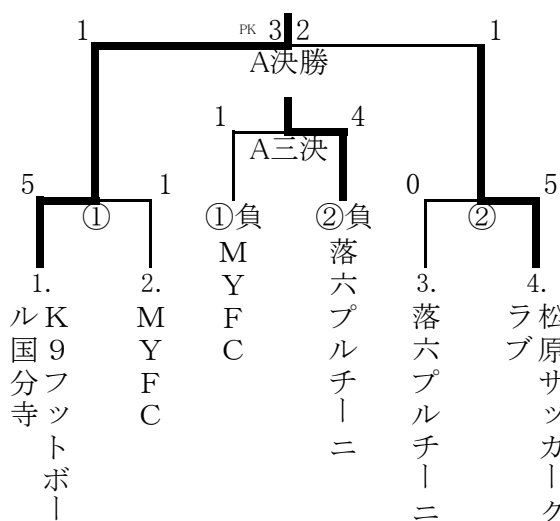 1 PK 3 2 1
A決勝
1 4
A三決
5 1 0 5
① ①負 ②負 ②
MYFC
落六プルチーニ
1. 2. 3. 4.
K9フットボー
ル国分寺
MYFC
落六プルチーニ
松原サッカーク
ラブ